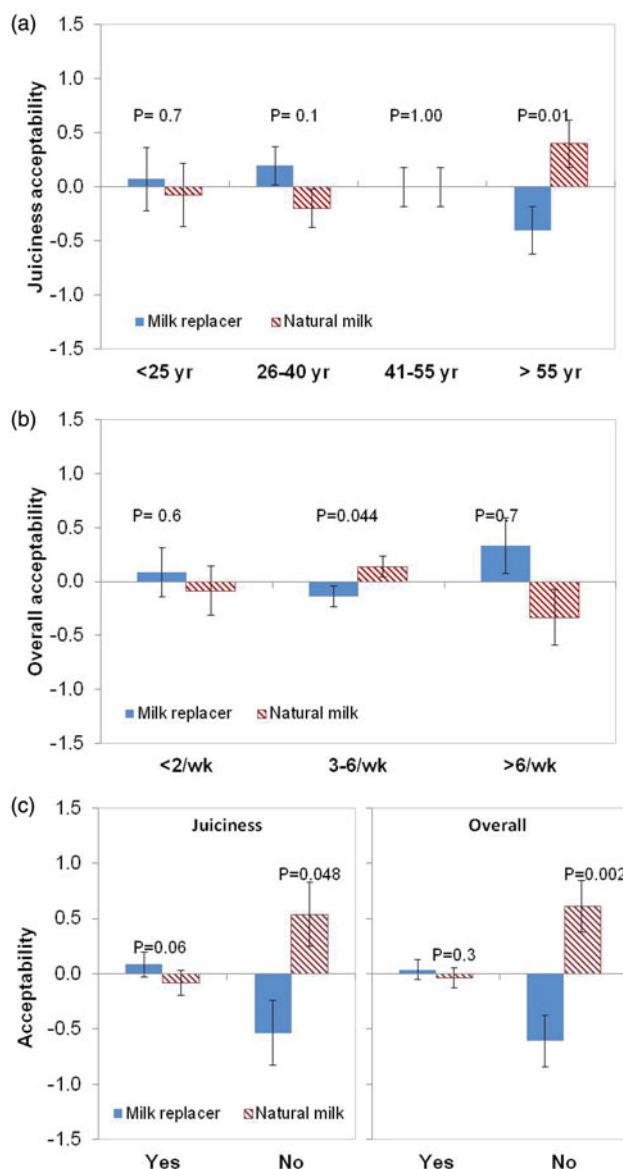 (a)
Juiciness acceptability
1.5
1.0
0.5
0.0
-0.5
-1.0
-1.5
P= 0.7 P= 0.1 P=1.00 P=0.01
Milk replacer Natural milk
<25 yr 26-40 yr 41-55 yr > 55 yr
(b)
Overall acceptability
1.5
1.0
0.5
0.0
-0.5
-1.0
-1.5
P= 0.6 P=0.044 P=0.7
Milk replacer Natural milk
<2/wk 3-6/wk >6/wk
(c)
Acceptability
1.5
1.0
0.5
0.0
-0.5
-1.0
-1.5
Juiciness Overall
P=0.06 P=0.048 P=0.3 P=0.002
Milk replacer Natural milk
Yes No Yes No